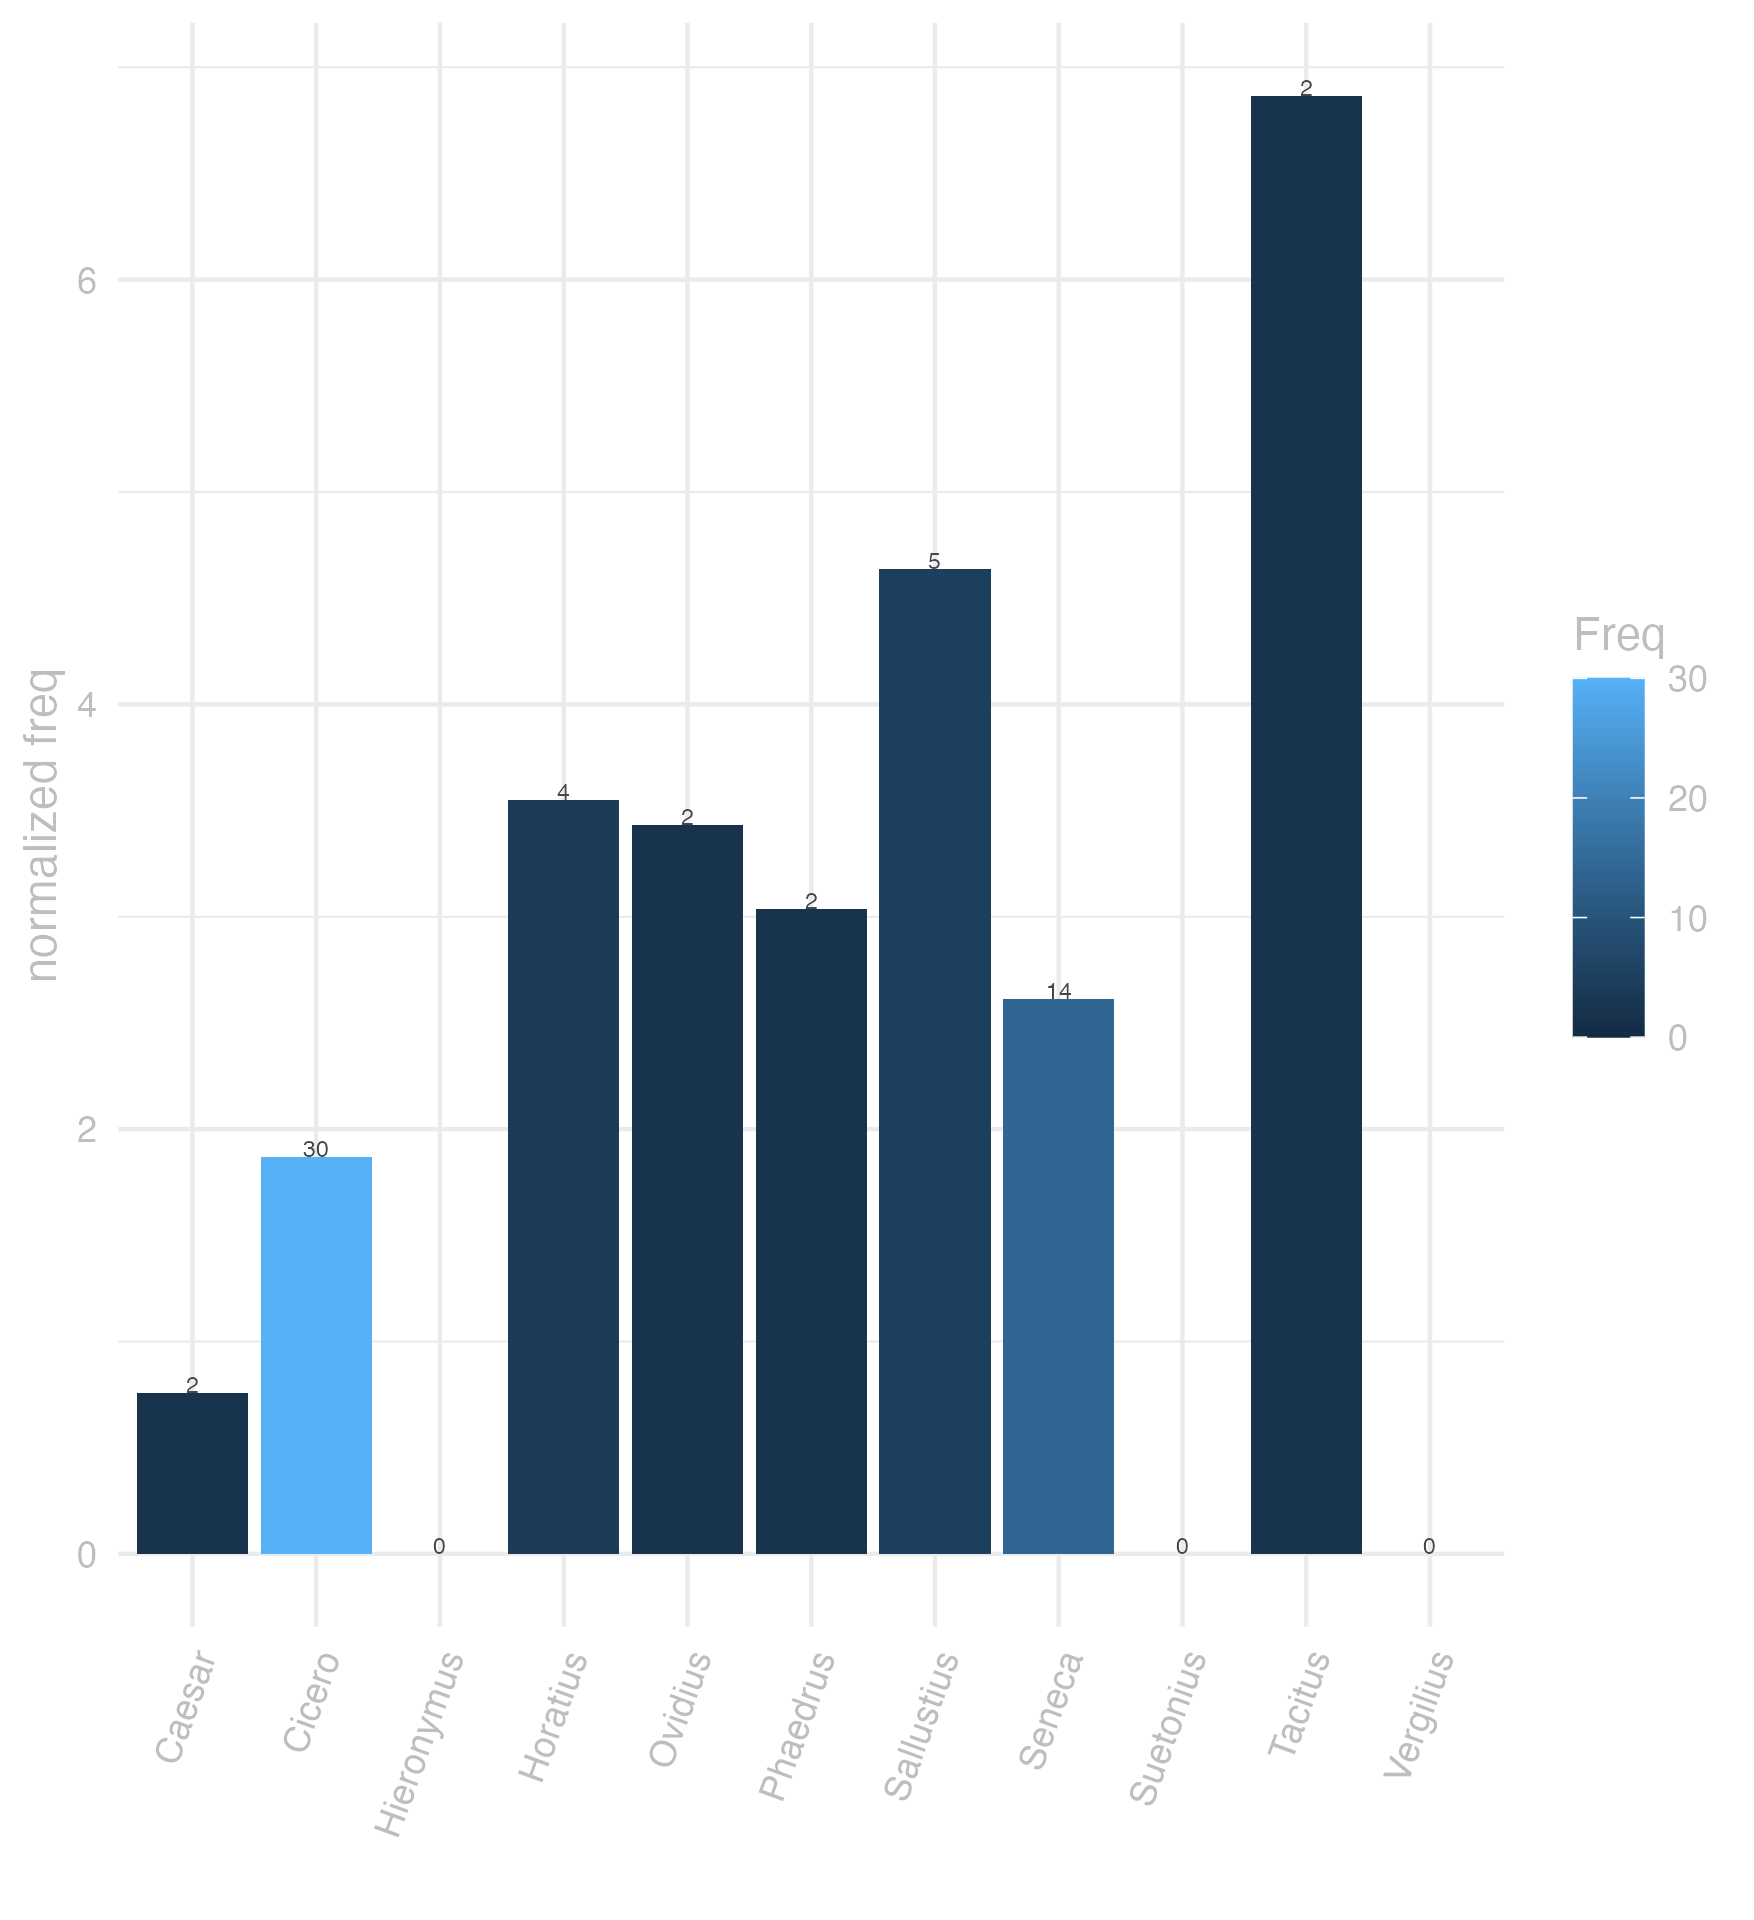 2
6
5
Freq
30
4
4
2
20
2
10
14
0
2
30
2
0
0
0
0
normalized freq
Caesar
Cicero
Hieronymus
Horatius
Ovidius
Phaedrus
Sallustius
Seneca
Suetonius
Tacitus
Vergilius